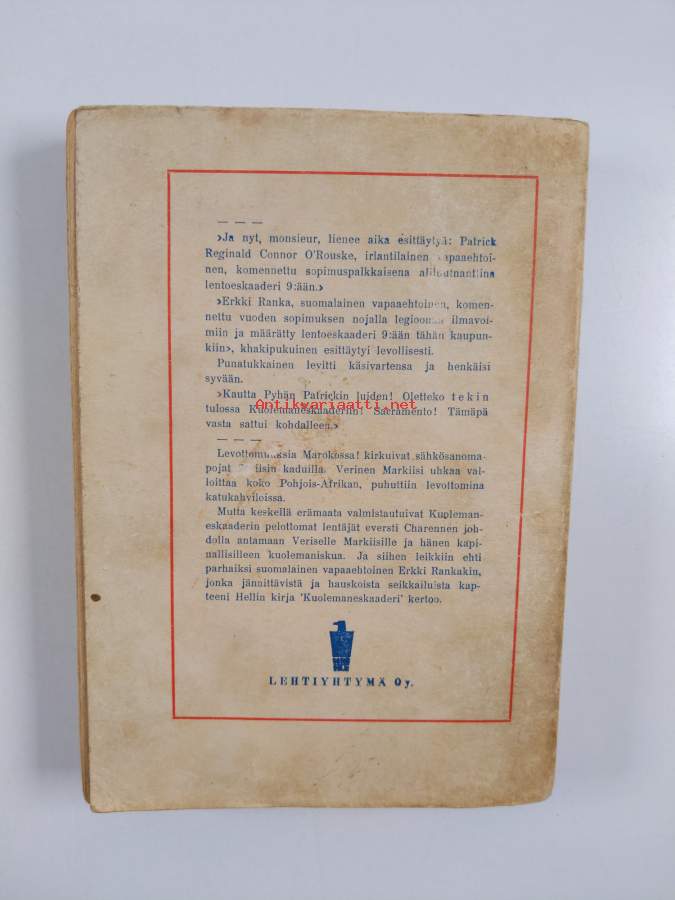 — — —
›Ja nyt, monsieur, lienee aika esittäytyä: Patrick
Reginald Connor O'Rouske, irlantilainen vapaaehtoi-
nen, komennettu sopimuspalkkaisena aliluutnanttina
lentoeskaaderi 9:ään.›
›Erkki Ranka, suomalainen vapaaehtoinen, komen-
nettu vuoden sopimuksen nojalla legioonan ilmavoi-
miin ja määrätty lentoeskaaderi 9:ään tähän kaupun-
kiin›, khakipukuinen esittäytyi levollisesti.
Punatukkainen levitti käsivartensa ja henkäisi
syvään.
›Kautta Pyhän Patrickin luiden! Oletteko tekin
Antikvariaatti.net
tulossa Kuolemaneskaaderiin! Sacramento! Tämäpä
vasta sattui kohdalleen.›
— — —
Levottomuuksia Marokossa! kirkuivat sähkösanoma-
pojat kaduilla. Verinen Markiisi uhkaa val-
loittaa koko Pohjois-Afrikan, puhuttiin levottomina
katukahviloissa.
Mutta keskellä erämaata valmistautuivat Kuoleman-
eskaaderin pelottomat lentäjät eversti Charennen joh-
dolla antamaan Veriselle Markiisille ja hänen kapi-
nallisilleen kuolemaniskua. Ja siihen leikkiin ehti
parhaiksi suomalainen vapaaehtoinen Erkki Rankakin,
jonka jännittävistä ja hauskoista seikkailuista kap-
teeni Hellin kirja 'Kuolemaneskaaderi' kertoo.
LEHTIYHTYMÄ Oy.